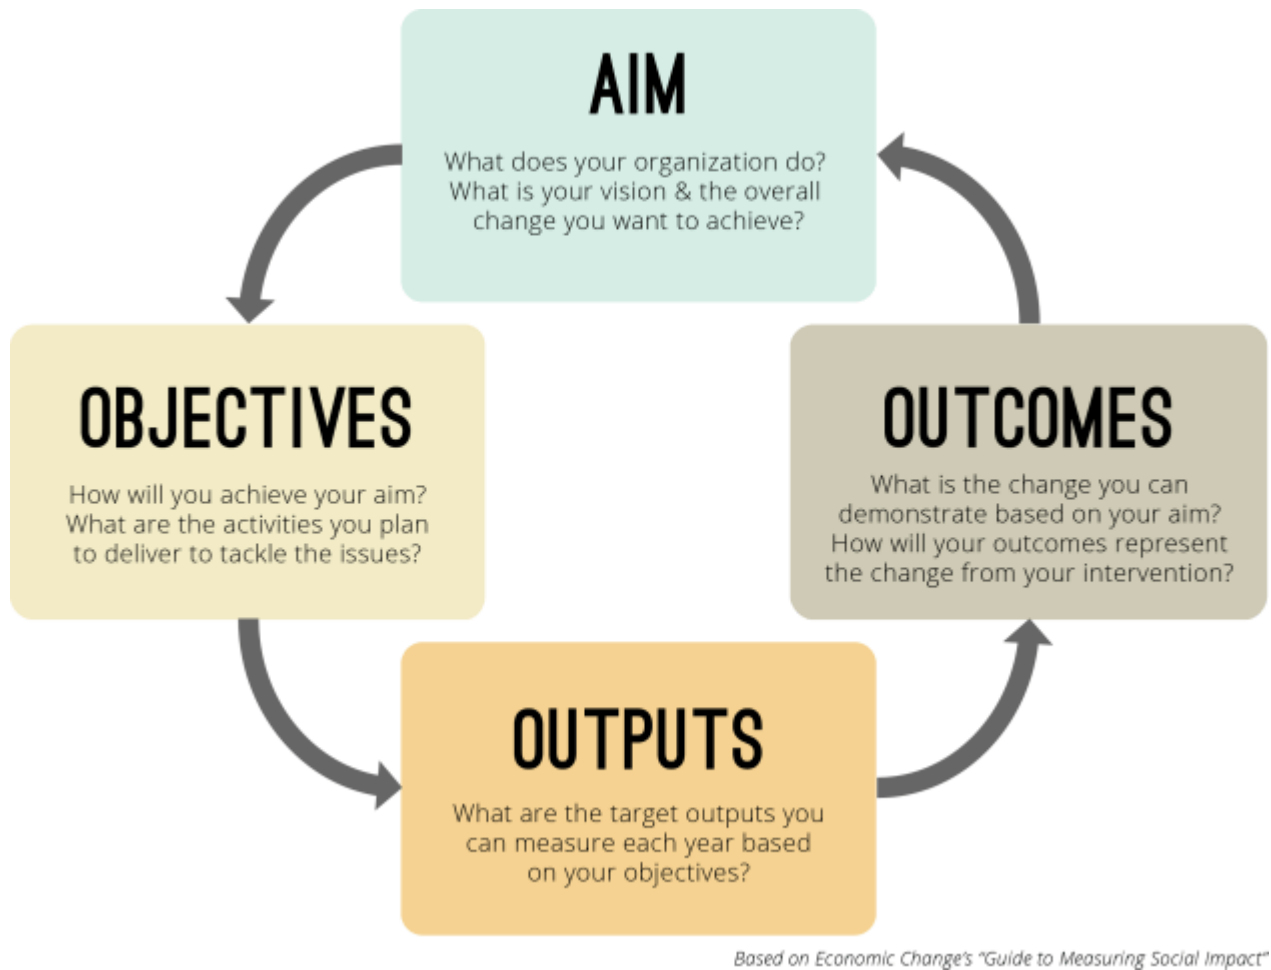 AIM
What does your organization do?
What is your vision & the overall
change you want to achieve?
OBJECTIVES
How will you achieve your aim?
What are the activities you plan
to deliver to tackle the issues?
OUTCOMES
What is the change you can
demonstrate based on your aim?
How will your outcomes represent
the change from your intervention?
OUTPUTS
What are the target outputs you
can measure each year based
on your objectives?
Based on Economic Change's "Guide to Measuring Social Impact"